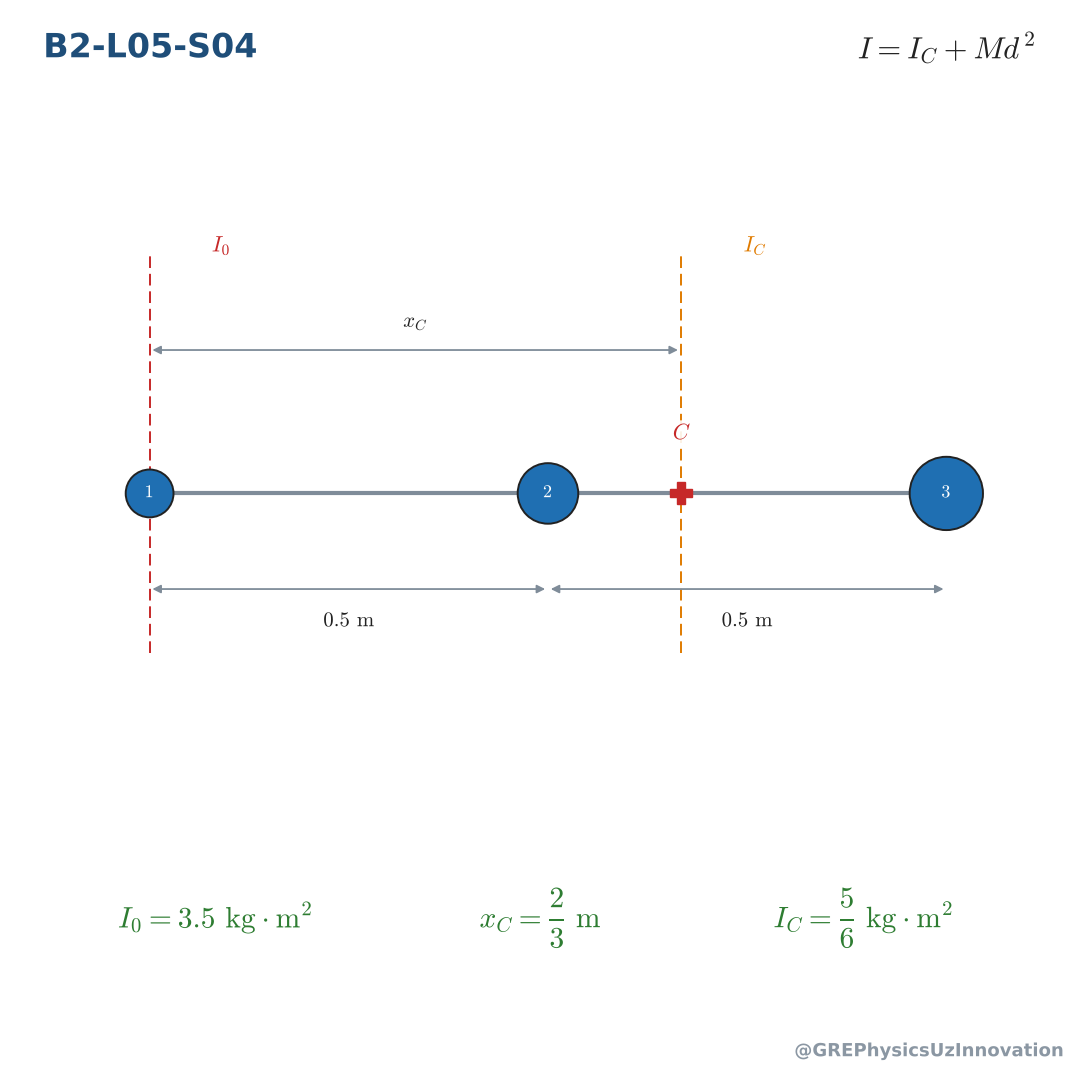 B2-L05-S04
I = I_C + Md^2
I_0
I_C
x_C
C
1
2
3
0.5 m
0.5 m
I_0 = 3.5 kg · m^2
x_C = 2/3 m
I_C = 5/6 kg · m^2
@GREPhysicsUzInnovation